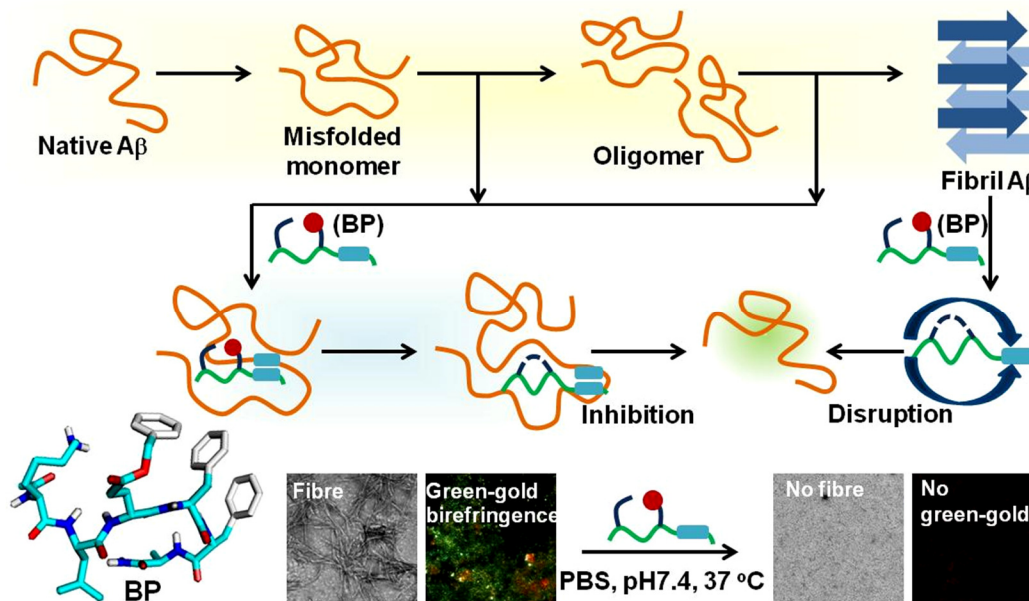 Native Aβ
Misfolded
monomer
Oligomer
Fibril Aβ
(BP)
(BP)
Inhibition
Disruption
BP
Fibre
Green-gold
birefringence
PBS, pH7.4, 37 °C
No fibre
No
green-gold